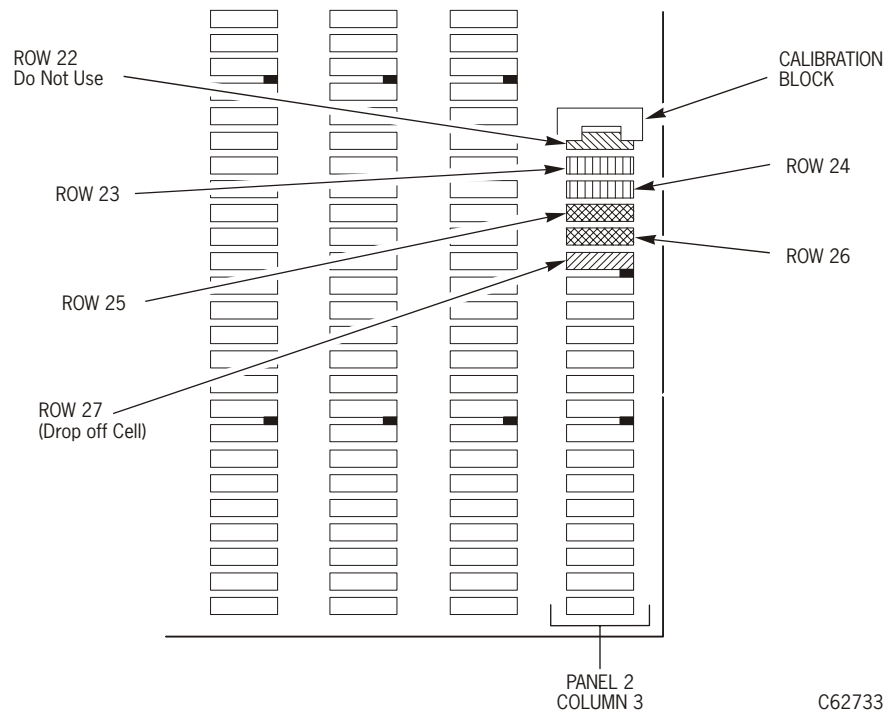 ROW 22
Do Not Use
CALIBRATION
BLOCK
ROW 24
ROW 23
ROW 26
ROW 25
ROW 27
(Drop off Cell)
PANEL 2
COLUMN 3
C62733